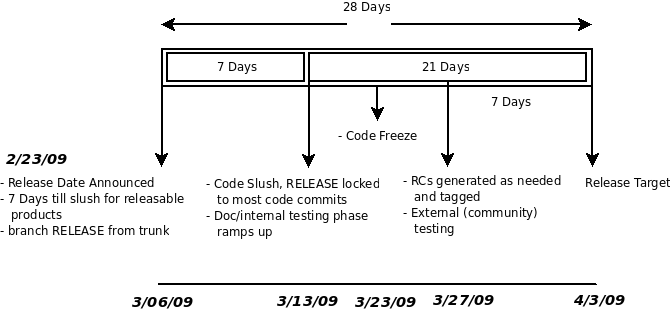 28 Days
7 Days
21 Days
7 Days
- Code Freeze
2/23/09
- Release Date Announced
- 7 Days till slush for releasable
products
- branch RELEASE from trunk
- Code Slush, RELEASE locked
to most code commits
- Doc/internal testing phase
ramps up
- RCs generated as needed
and tagged
- External (community)
testing
Release Target
3/06/09
3/13/09
3/23/09
3/27/09
4/3/09